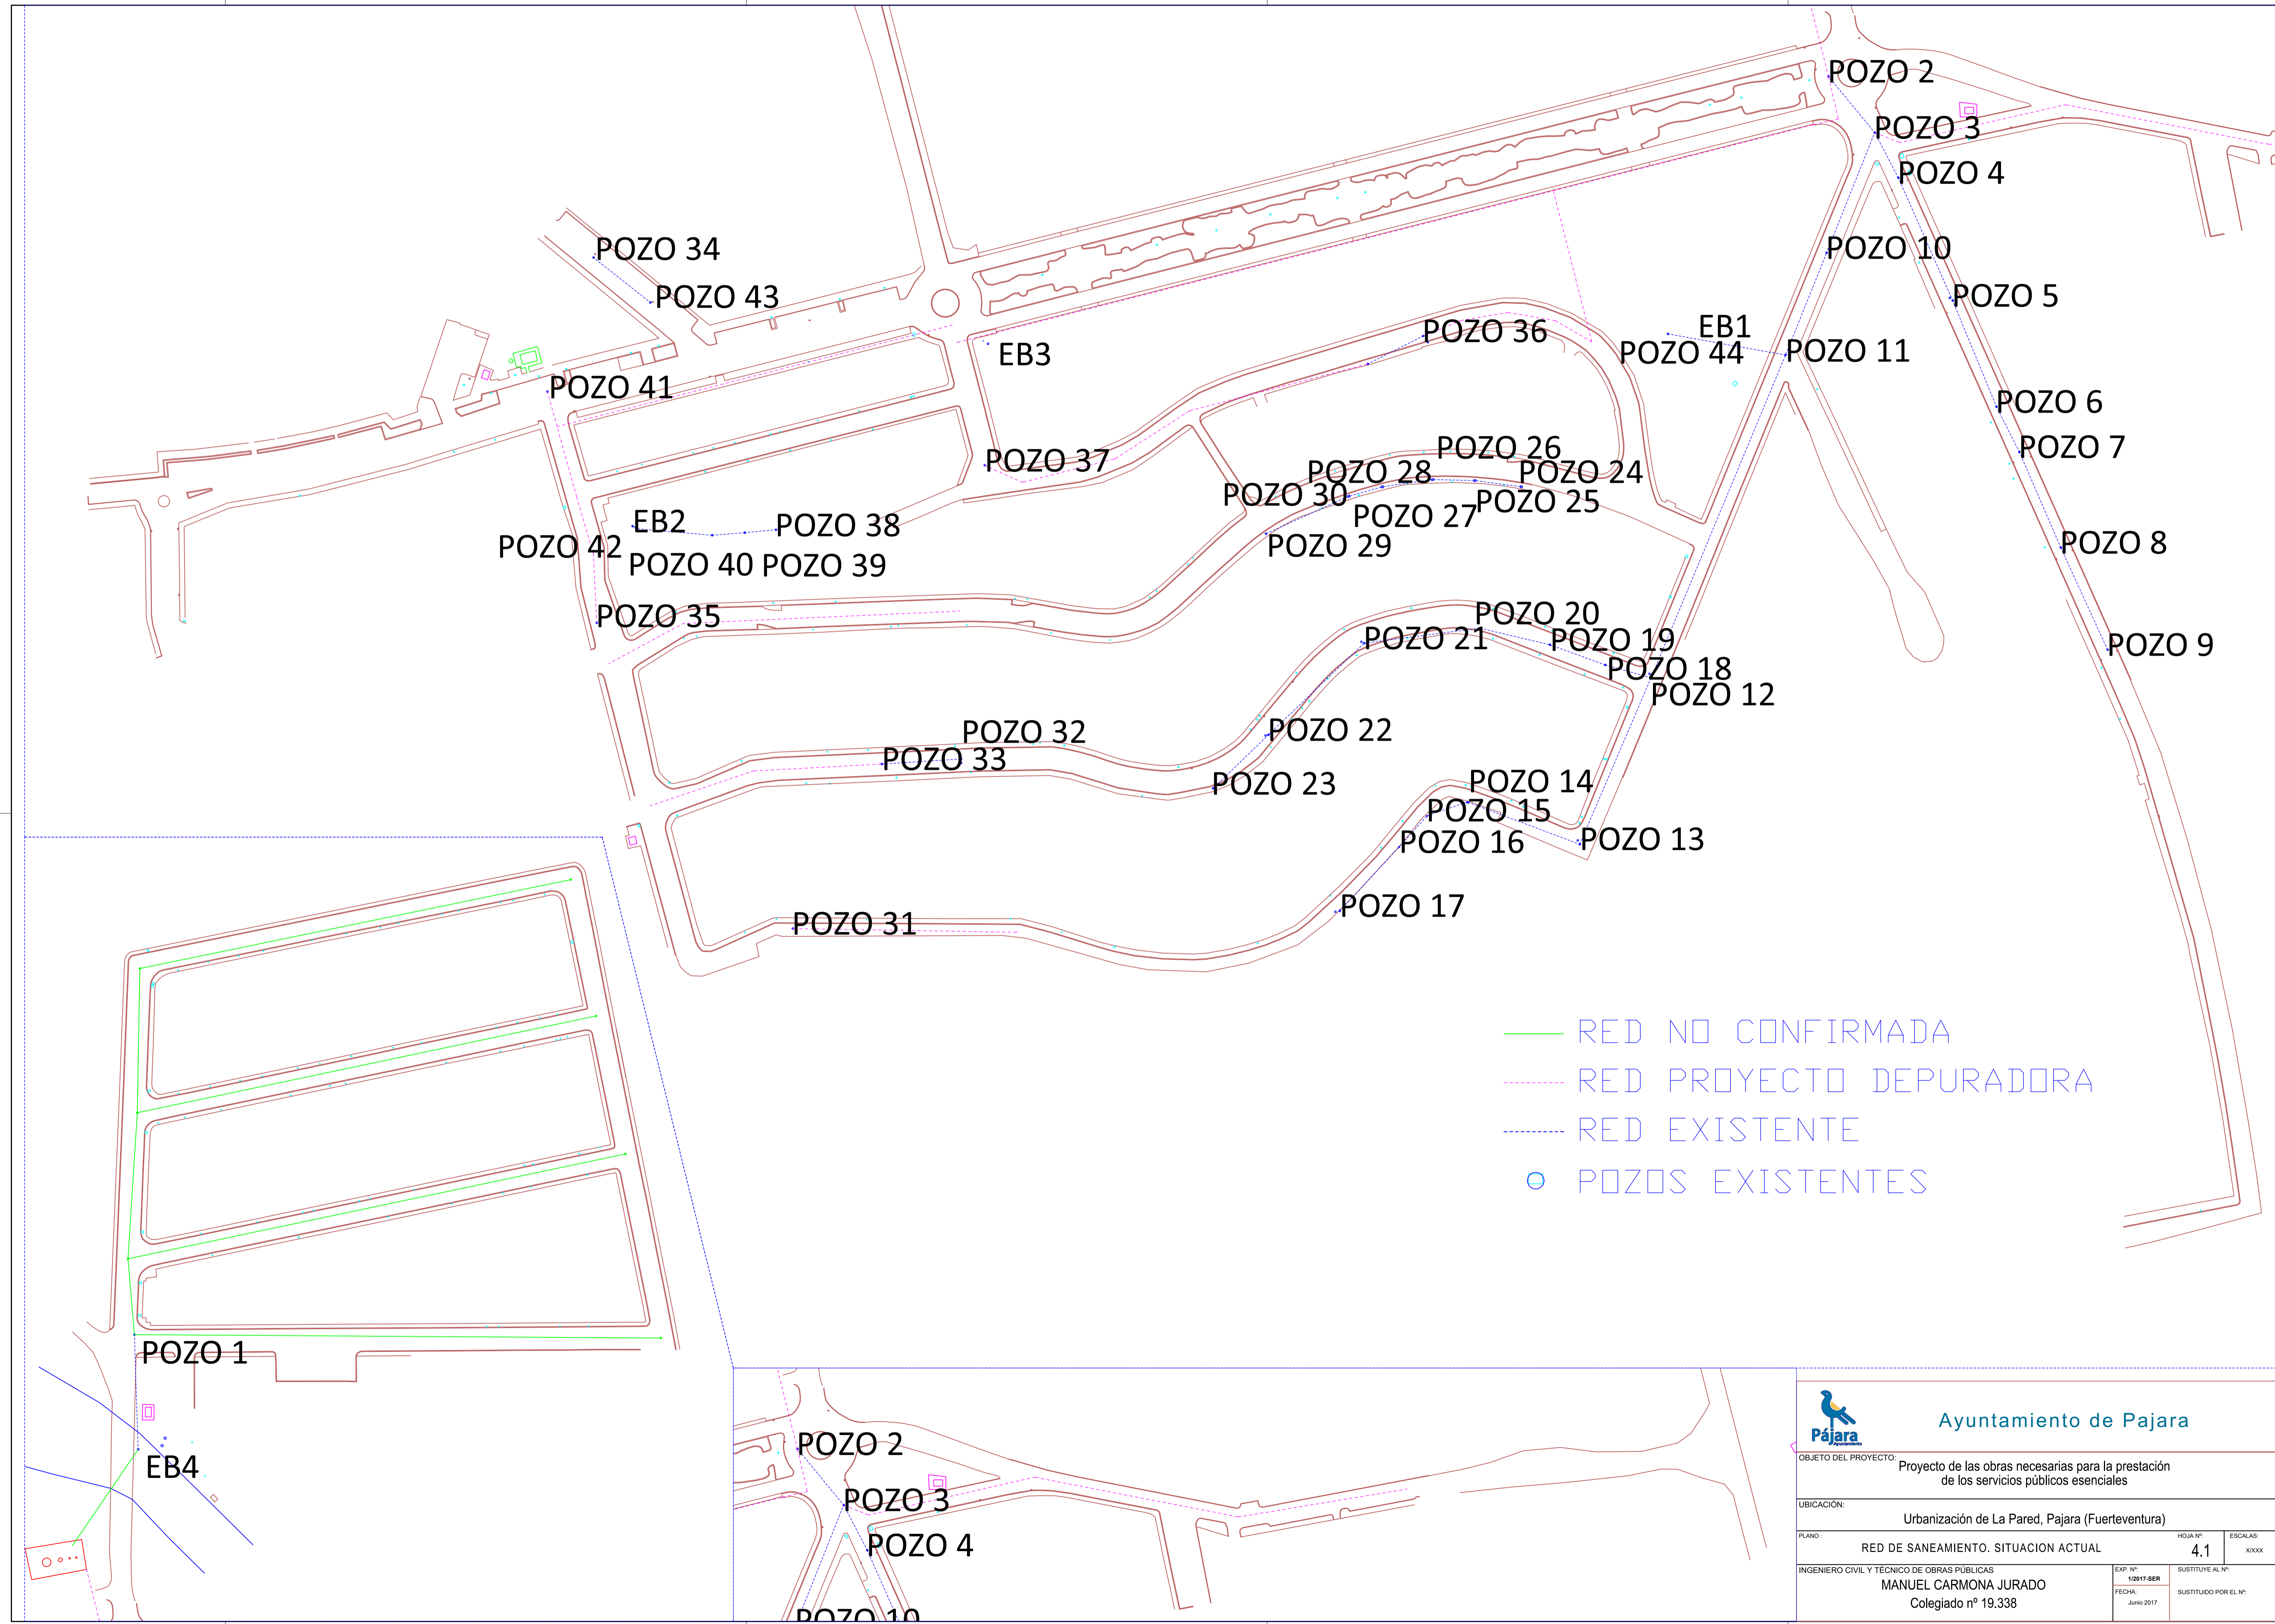 POZO 2
POZO 3
POZO 4
POZO 34
POZO 10
POZO 43
POZO 5
EB1
POZO 36
EB3
POZO 44
POZO 11
POZO 41
POZO 6
POZO 7
POZO 26
POZO 37
POZO 28
POZO 24
POZO 30
POZO 25
POZO 27
EB2
POZO 38
POZO 42
POZO 29
POZO 8
POZO 40
POZO 39
POZO 35
POZO 20
POZO 21
POZO 19
POZO 9
POZO 18
POZO 12
POZO 32
POZO 22
POZO 33
POZO 23
POZO 14
POZO 15
POZO 16
POZO 13
POZO 17
POZO 31
RED NO CONFIRMADA
RED PROYECTO DEPURADORA
RED EXISTENTE
POZOS EXISTENTES
POZO 1
EB4
POZO 2
POZO 3
POZO 4
POZO 10
Pájara
Ayuntamiento
Ayuntamiento de Pajara
OBJETO DEL PROYECTO:
Proyecto de las obras necesarias para la prestación
de los servicios públicos esenciales
UBICACIÓN:
Urbanización de La Pared, Pajara (Fuerteventura)
PLANO :
RED DE SANEAMIENTO. SITUACION ACTUAL
HOJA Nº:
4.1
ESCALAS:
X/XXX
INGENIERO CIVIL Y TÉCNICO DE OBRAS PÚBLICAS
MANUEL CARMONA JURADO
Colegiado nº 19.338
EXP. Nº:
1/2017-SER
FECHA:
Junio 2017
SUSTITUYE AL Nº:
SUSTITUIDO POR EL Nº: